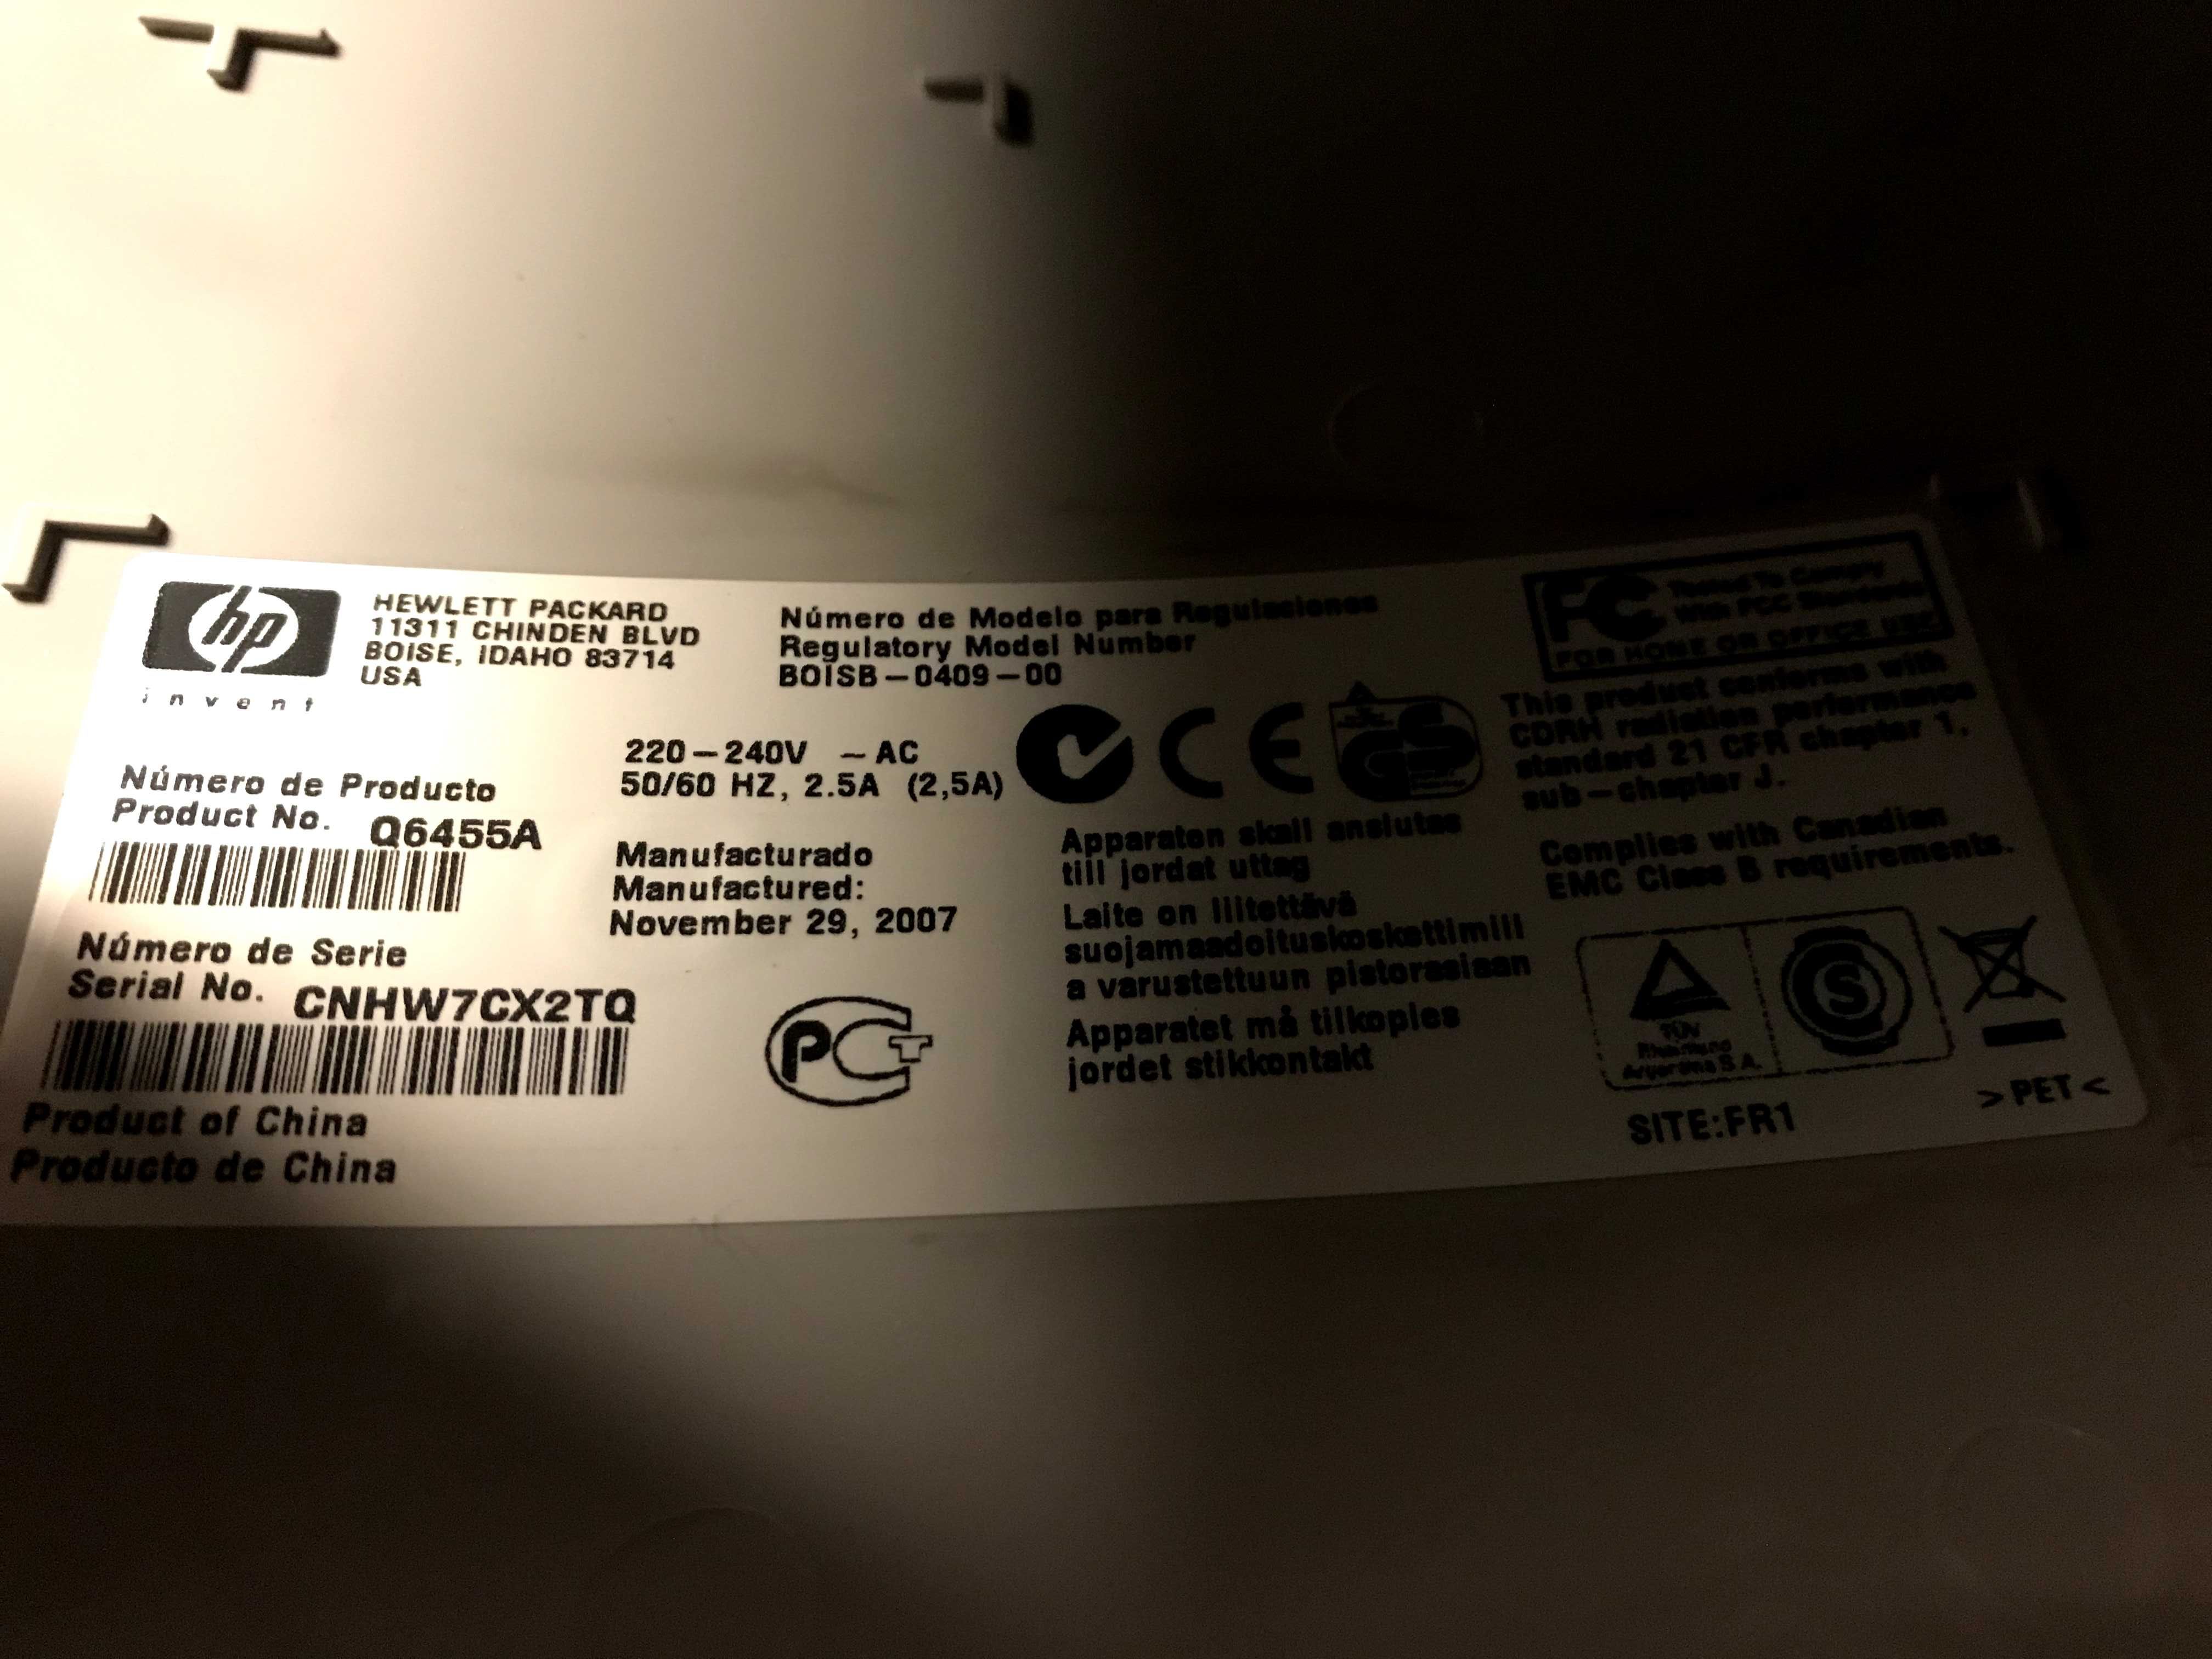 hp
invent
HEWLETT PACKARD
11311 CHINDEN BLVD
BOISE, IDAHO 83714
USA
Número de Modelo para Regulaciones
Regulatory Model Number
BOISB-0409-00
220-240V ~ AC
50/60 HZ, 2.5A (2,5A)
Número de Producto
Product No. Q6455A
Manufacturado
Manufactured:
November 29, 2007
Número de Serie
Serial No. CNHW7CX2TQ
Product of China
Producto de China
PCT
CE
GS
Apparaten skall anslutas
till jordat uttag
Laite on liitettävä
suojamaadoituskoskettimill
a varustettuun pistorasiaan
Apparatet må tilkoples
jordet stikkontakt
FC Tested To Comply
With FCC Standards
FOR HOME OR OFFICE USE
This product conforms with
CDRH radiation performance
standard 21 CFR chapter 1,
sub-chapter J.
Complies with Canadian
EMC Class B requirements.
TÜV
Rheinland
Argentina S.A.
S
SITE:FR1
>PET<